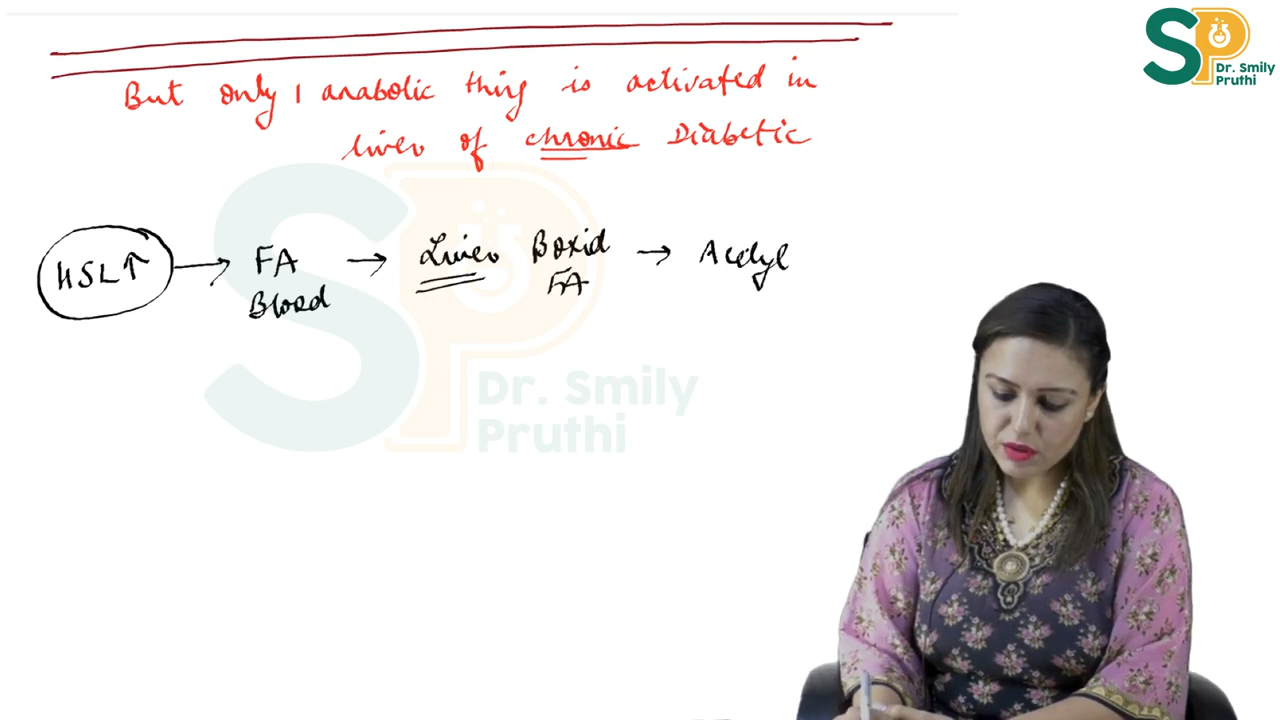 SP Dr. Smily
Pruthi
But only 1 anabolic thing is activated in
liver of chronic Diabetic
HSL↑ → FA → Liver Boxid → Acetyl
Blood FA
Dr. Smily
Pruthi